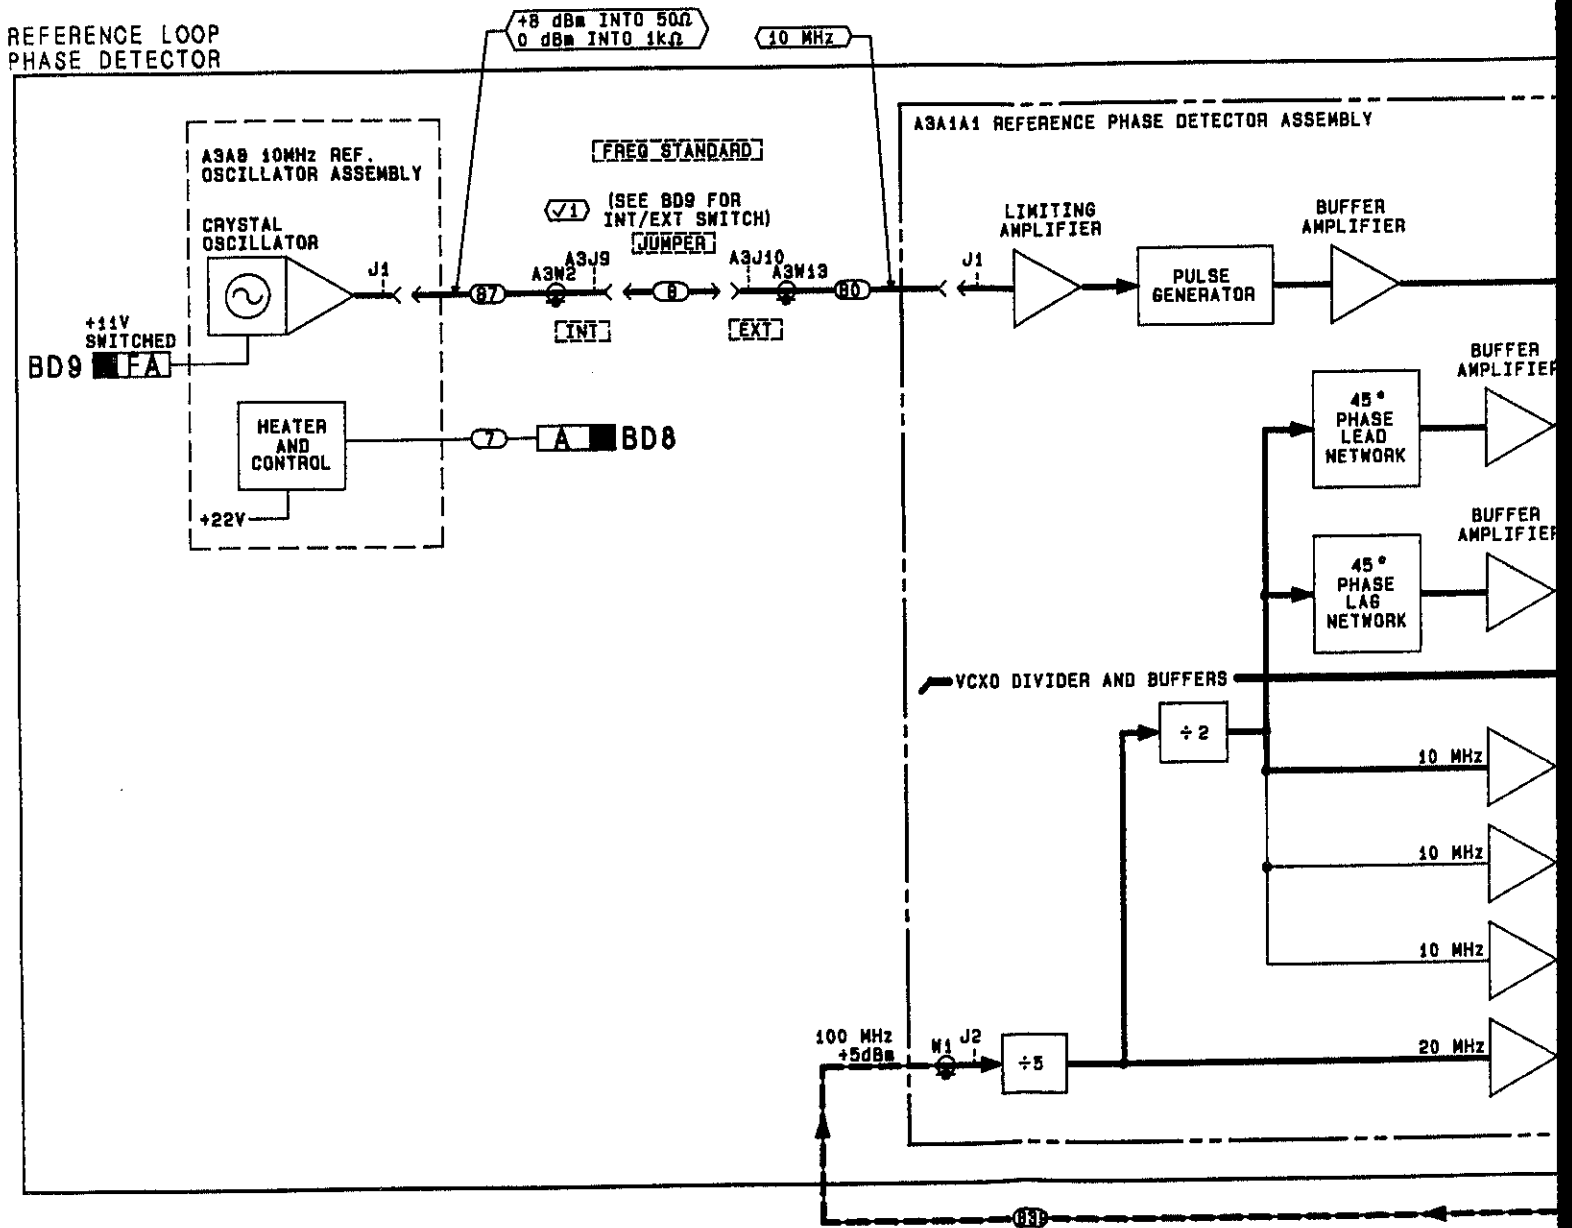 REFERENCE LOOP
PHASE DETECTOR
+8 dBm INTO 50Ω
0 dBm INTO 1kΩ
10 MHz
A3A1A1 REFERENCE PHASE DETECTOR ASSEMBLY
A3A8 10MHz REF.
OSCILLATOR ASSEMBLY
FREQ STANDARD
√1
(SEE BD9 FOR
INT/EXT SWITCH)
JUMPER
CRYSTAL
OSCILLATOR
J1
87
A3W2
A3J9
8
A3J10
A3W13
80
J1
INT
EXT
LIMITING
AMPLIFIER
PULSE
GENERATOR
BUFFER
AMPLIFIER
+11V
SWITCHED
BD9
FA
HEATER
AND
CONTROL
+22V
7
A
BD8
45°
PHASE
LEAD
NETWORK
BUFFER
AMPLIFIER
45°
PHASE
LAG
NETWORK
BUFFER
AMPLIFIER
VCXO DIVIDER AND BUFFERS
÷2
10 MHz
10 MHz
10 MHz
100 MHz
+5dBm
W1
J2
÷5
20 MHz